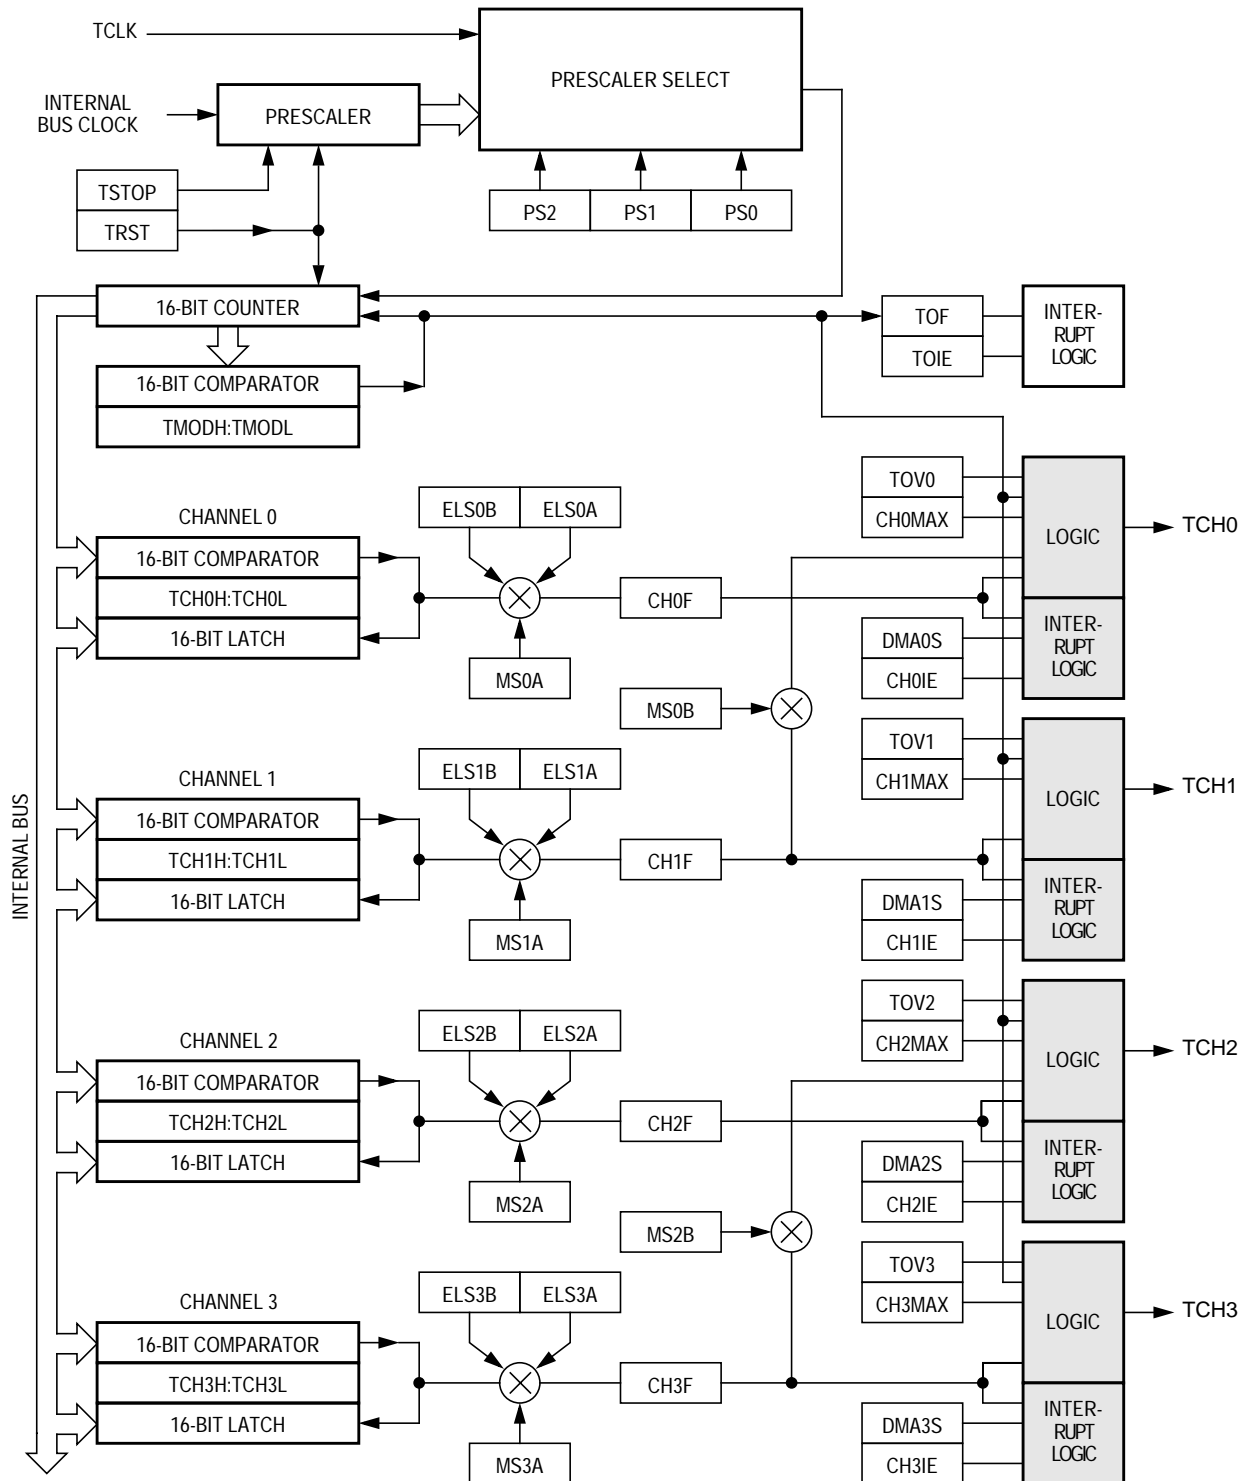 TCLK
PRESCALER SELECT
INTERNAL
BUS CLOCK
PRESCALER
TSTOP
TRST
PS2
PS1
PS0
16-BIT COUNTER
TOF
TOIE
INTER-
RUPT
LOGIC
16-BIT COMPARATOR
TMODH:TMODL
INTERNAL BUS
CHANNEL 0
16-BIT COMPARATOR
TCH0H:TCH0L
16-BIT LATCH
ELS0B
ELS0A
MS0A
CH0F
MS0B
TOV0
CH0MAX
DMA0S
CH0IE
LOGIC
INTER-
RUPT
LOGIC
TCH0
CHANNEL 1
16-BIT COMPARATOR
TCH1H:TCH1L
16-BIT LATCH
ELS1B
ELS1A
MS1A
CH1F
TOV1
CH1MAX
DMA1S
CH1IE
LOGIC
INTER-
RUPT
LOGIC
TCH1
CHANNEL 2
16-BIT COMPARATOR
TCH2H:TCH2L
16-BIT LATCH
ELS2B
ELS2A
MS2A
CH2F
MS2B
TOV2
CH2MAX
DMA2S
CH2IE
LOGIC
INTER-
RUPT
LOGIC
TCH2
CHANNEL 3
16-BIT COMPARATOR
TCH3H:TCH3L
16-BIT LATCH
ELS3B
ELS3A
MS3A
CH3F
TOV3
CH3MAX
DMA3S
CH3IE
LOGIC
INTER-
RUPT
LOGIC
TCH3